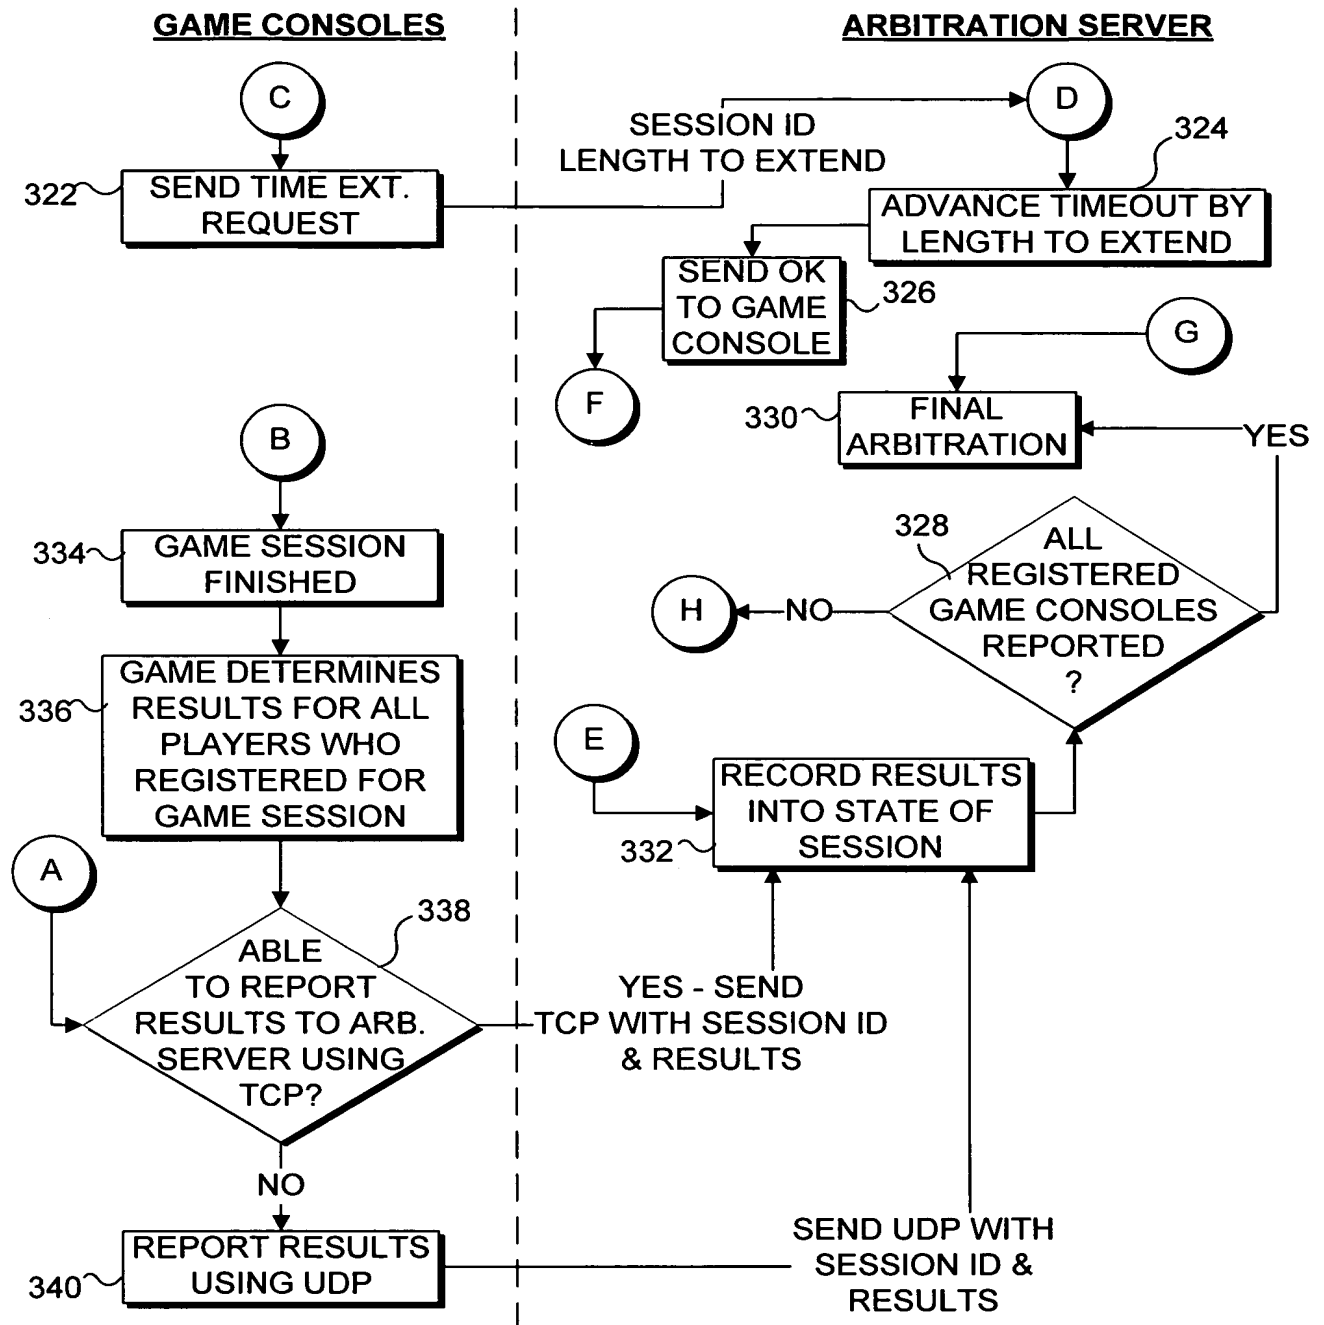 GAME CONSOLES
ARBITRATION SERVER
C
D
SESSION ID
LENGTH TO EXTEND
324
322
SEND TIME EXT.
REQUEST
ADVANCE TIMEOUT BY
LENGTH TO EXTEND
SEND OK
TO GAME
CONSOLE
326
G
F
330
FINAL
ARBITRATION
YES
B
334
GAME SESSION
FINISHED
328
ALL
REGISTERED
GAME CONSOLES
REPORTED
?
H
NO
336
GAME DETERMINES
RESULTS FOR ALL
PLAYERS WHO
REGISTERED FOR
GAME SESSION
E
RECORD RESULTS
INTO STATE OF
SESSION
332
A
338
ABLE
TO REPORT
RESULTS TO ARB.
SERVER USING
TCP?
YES - SEND
TCP WITH SESSION ID
& RESULTS
NO
340
REPORT RESULTS
USING UDP
SEND UDP WITH
SESSION ID &
RESULTS